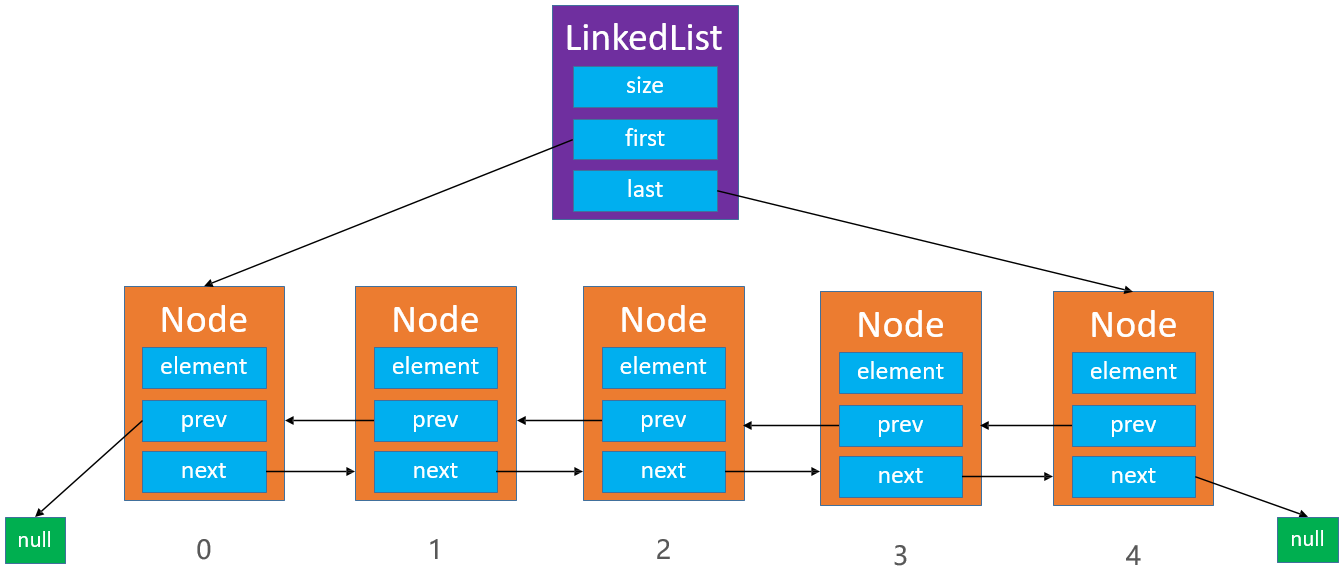 LinkedList
size
first
last
Node
Node
Node
Node
Node
element
element
element
element
element
prev
prev
prev
prev
prev
next
next
next
next
next
null
null
0
1
2
3
4